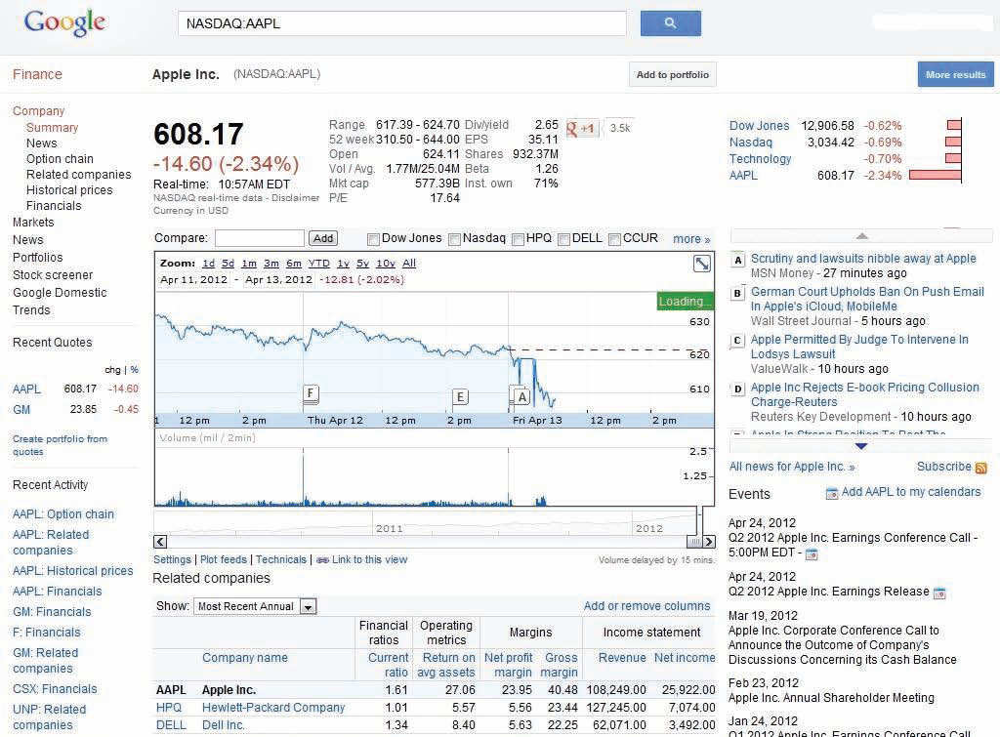 Google
NASDAQ:AAPL
Finance
Apple Inc. (NASDAQ:AAPL)
Add to portfolio
More results
Company
Summary
News
Option chain
Related companies
Historical prices
Financials
Markets
News
Portfolios
Stock screener
Google Domestic
Trends
Recent Quotes
chg | %
AAPL 608.17 -14.60
GM 23.85 -0.45
Create portfolio from
quotes
Recent Activity
AAPL: Option chain
AAPL: Related
companies
AAPL: Historical prices
AAPL: Financials
GM: Financials
F: Financials
GM: Related
companies
CSX: Financials
UNP: Related
companies
608.17
-14.60 (-2.34%)
Real-time: 10:57AM EDT
NASDAQ real-time data - Disclaimer
Currency in USD
Range 617.39 - 624.70 Div/yield 2.65
52 week 310.50 - 644.00 EPS 35.11
Open 624.11 Shares 932.37M
Vol / Avg. 1.77M/25.04M Beta 1.26
Mkt cap 577.39B Inst. own 71%
P/E 17.64
g +1 3.5k
Compare: Add Dow Jones Nasdaq HPQ DELL CCUR more »
Zoom: 1d 5d 1m 3m 6m YTD 1y 5y 10y All
Apr 11, 2012 - Apr 13, 2012 -12.81 (-2.02%)
Loading...
630
620
610
F E A
1 12 pm 2 pm Thu Apr 12 12 pm 2 pm Fri Apr 13 12 pm 2 pm
Volume (mil / 2min)
2.5
1.25
2011 2012
Settings | Plot feeds | Technicals | Link to this view
Volume delayed by 15 mins.
Related companies
Show: Most Recent Annual
Add or remove columns
Financial Operating Margins Income statement
ratios metrics
Company name Current Return on Net profit Gross Revenue Net income
ratio avg assets margin margin
AAPL Apple Inc. 1.61 27.06 23.95 40.48 108,249.00 25,922.00
HPQ Hewlett-Packard Company 1.01 5.57 5.56 23.44 127,245.00 7,074.00
DELL Dell Inc. 1.34 8.40 5.63 22.25 62,071.00 3,492.00
Dow Jones 12,906.58 -0.62%
Nasdaq 3,034.42 -0.69%
Technology -0.70%
AAPL 608.17 -2.34%
A Scrutiny and lawsuits nibble away at Apple
MSN Money - 27 minutes ago
B German Court Upholds Ban On Push Email
In Apple's iCloud, MobileMe
Wall Street Journal - 5 hours ago
C Apple Permitted By Judge To Intervene In
Lodsys Lawsuit
ValueWalk - 10 hours ago
D Apple Inc Rejects E-book Pricing Collusion
Charge-Reuters
Reuters Key Development - 10 hours ago
All news for Apple Inc. »
Subscribe
Events
Add AAPL to my calendars
Apr 24, 2012
Q2 2012 Apple Inc. Earnings Conference Call -
5:00PM EDT -
Apr 24, 2012
Q2 2012 Apple Inc. Earnings Release
Mar 19, 2012
Apple Inc. Corporate Conference Call to
Announce the Outcome of Company's
Discussions Concerning its Cash Balance
Feb 23, 2012
Apple Inc. Annual Shareholder Meeting
Jan 24, 2012
Q1 2012 Apple Inc. Earnings Conference Call